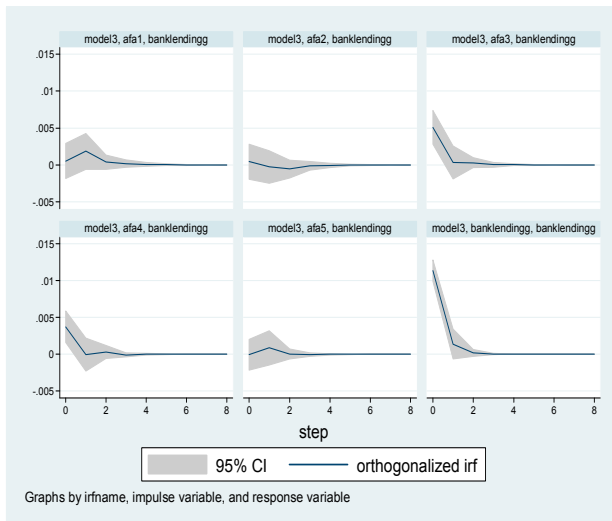 model3, afa1, banklendingg
model3, afa2, banklendingg
model3, afa3, banklendingg
.015
.01
.005
0
-.005
model3, afa4, banklendingg
model3, afa5, banklendingg
model3, banklendingg, banklendingg
.015
.01
.005
0
-.005
0 2 4 6 8
0 2 4 6 8
0 2 4 6 8
step
95% CI
orthogonalized irf
Graphs by irfname, impulse variable, and response variable